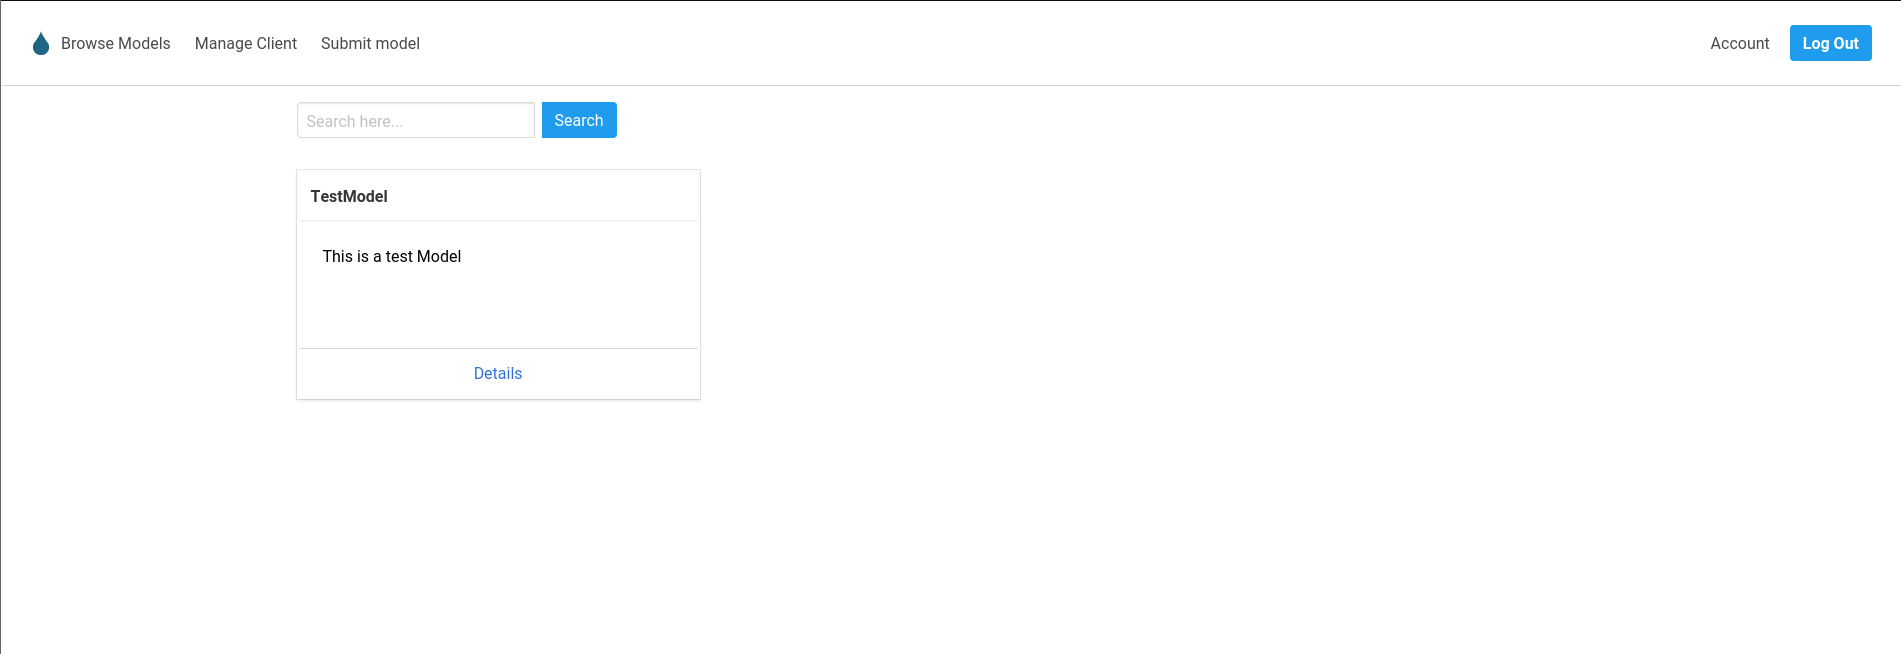 Browse Models Manage Client Submit model Account Log Out
Search here... Search
TestModel
This is a test Model
Details